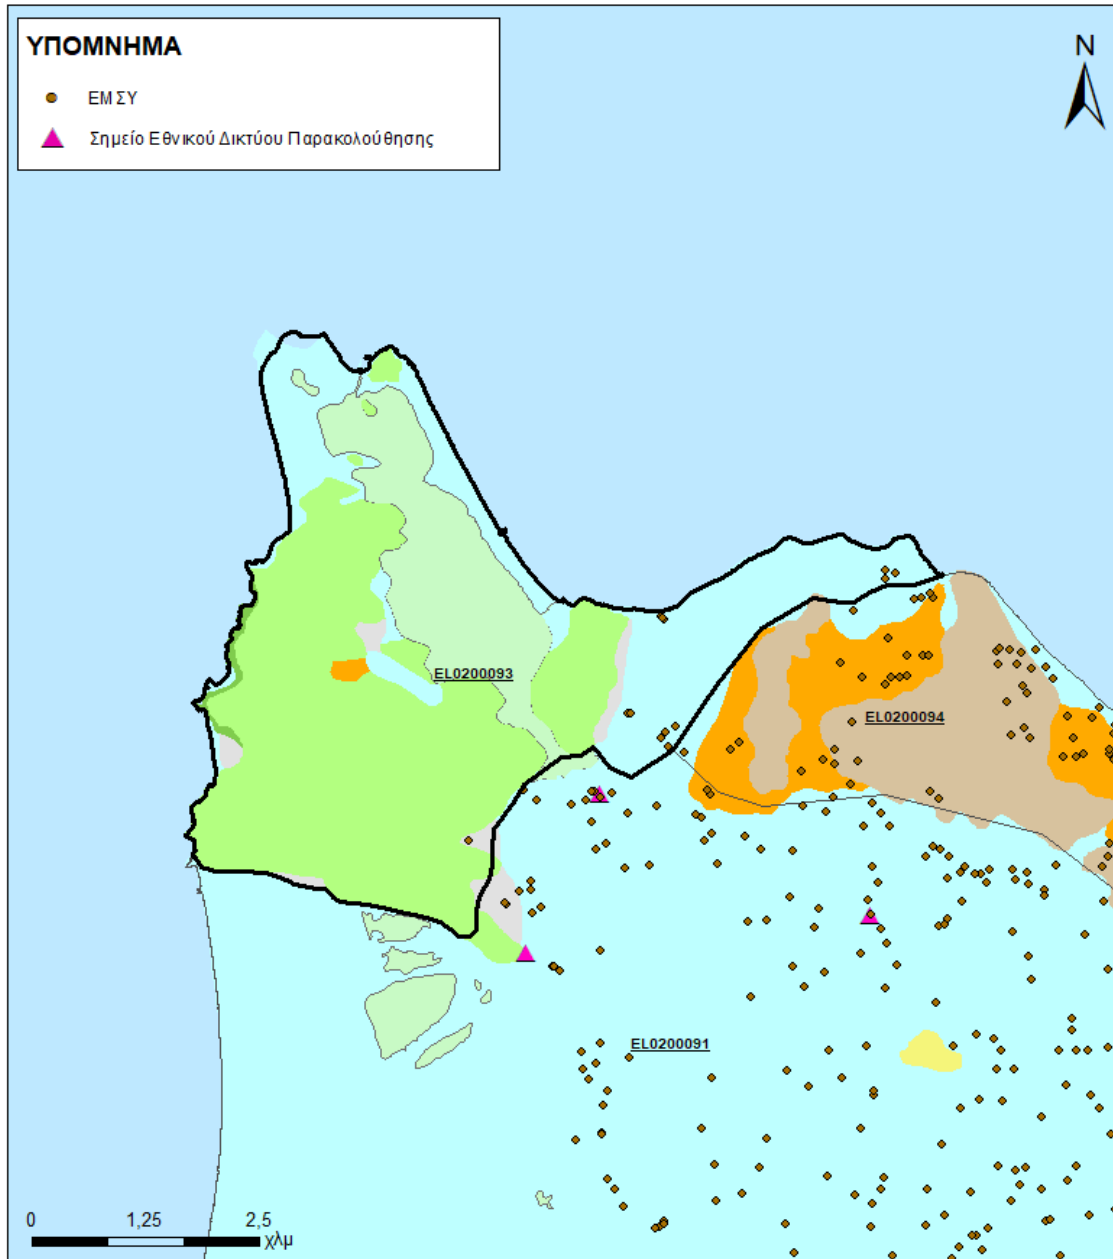 ΥΠΟΜΝΗΜΑ
ΕΜΣΥ
Σημείο Εθνικού Δικτύου Παρακολούθησης
N
EL0200093
EL0200094
EL0200091
0 1,25 2,5
χλμ